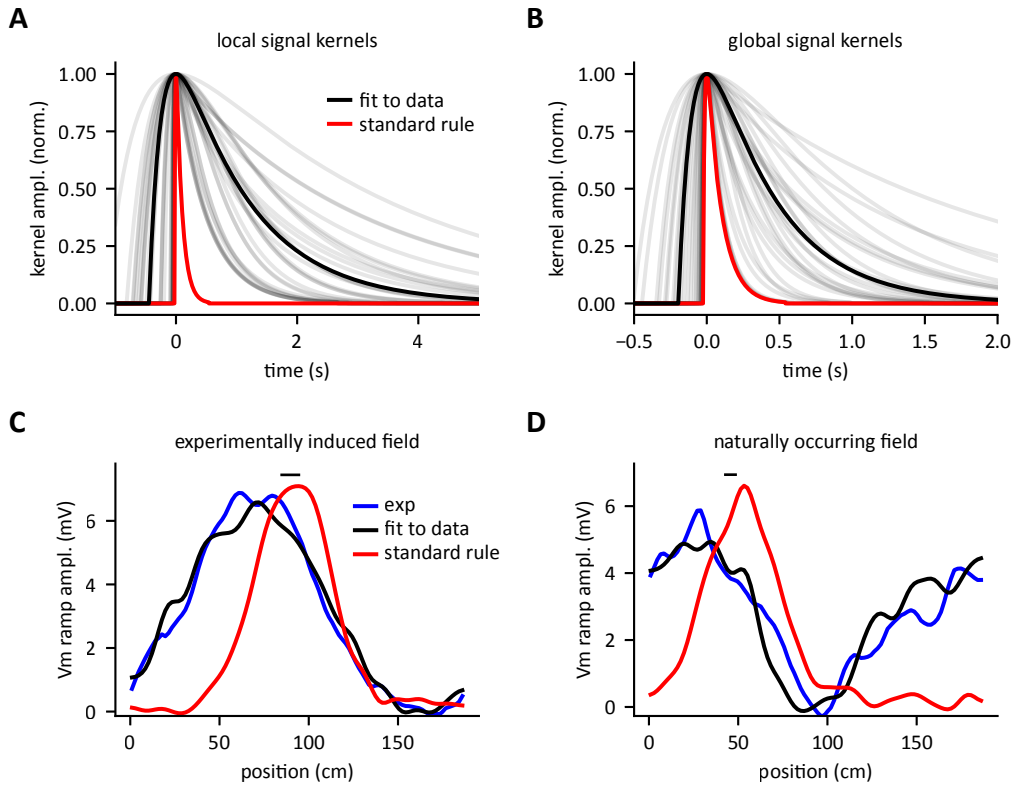 A
local signal kernels
kernel ampl. (norm.)
1.00
0.75
0.50
0.25
0.00
fit to data
standard rule
0
2
4
time (s)
B
global signal kernels
kernel ampl. (norm.)
1.00
0.75
0.50
0.25
0.00
−0.5
0.0
0.5
1.0
1.5
2.0
time (s)
C
experimentally induced field
Vm ramp ampl. (mV)
6
4
2
0
exp
fit to data
standard rule
0
50
100
150
position (cm)
D
naturally occurring field
Vm ramp ampl. (mV)
6
4
2
0
0
50
100
150
position (cm)